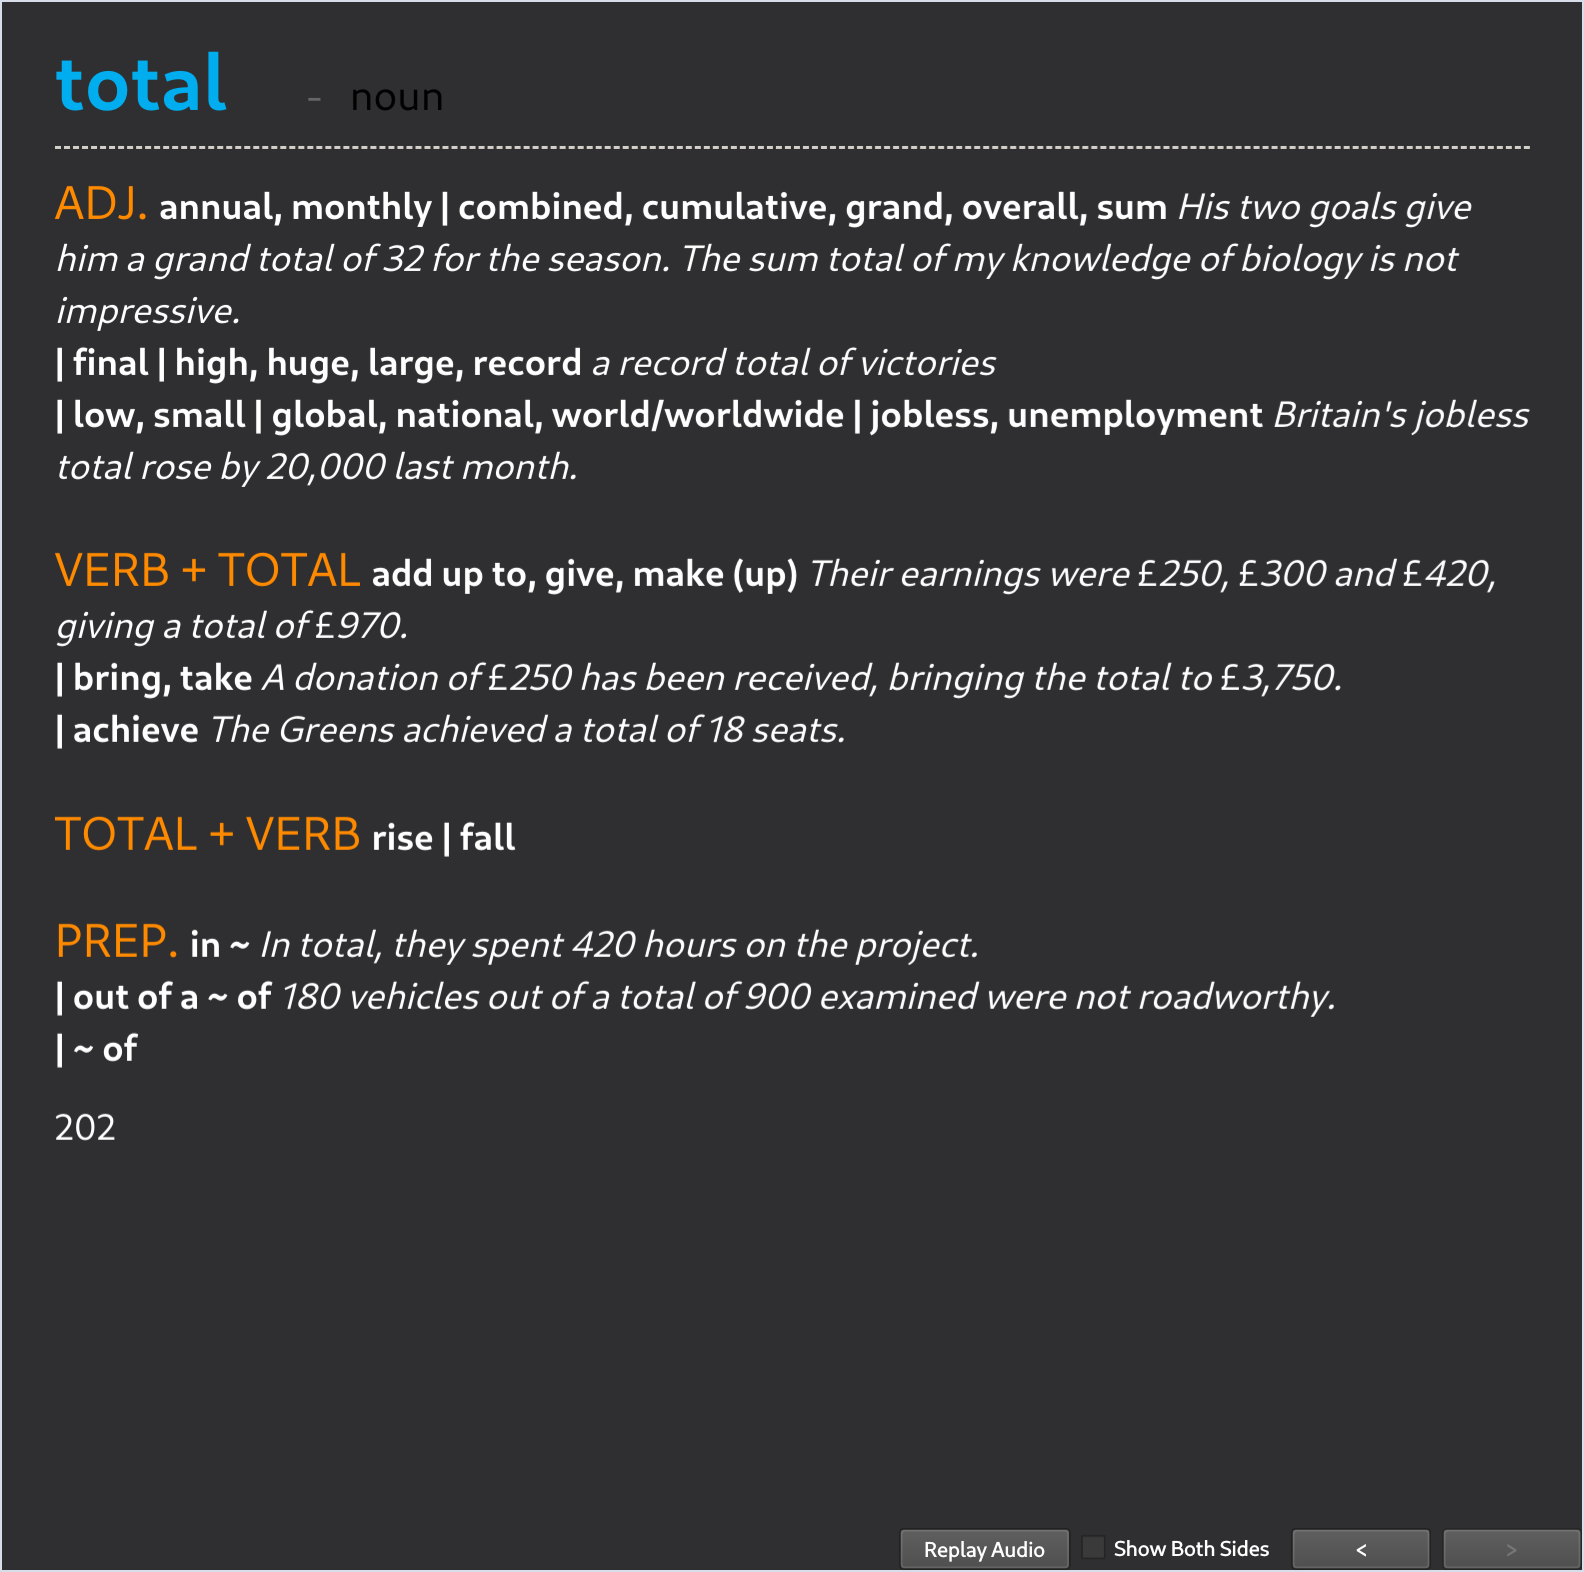 total - noun
ADJ. annual, monthly | combined, cumulative, grand, overall, sum His two goals give
him a grand total of 32 for the season. The sum total of my knowledge of biology is not
impressive.
| final | high, huge, large, record a record total of victories
| low, small | global, national, world/worldwide | jobless, unemployment Britain's jobless
total rose by 20,000 last month.
VERB + TOTAL add up to, give, make (up) Their earnings were £250, £300 and £420,
giving a total of £970.
| bring, take A donation of £250 has been received, bringing the total to £3,750.
| achieve The Greens achieved a total of 18 seats.
TOTAL + VERB rise | fall
PREP. in ~ In total, they spent 420 hours on the project.
| out of a ~ of 180 vehicles out of a total of 900 examined were not roadworthy.
| ~ of
202
Replay Audio Show Both Sides < >